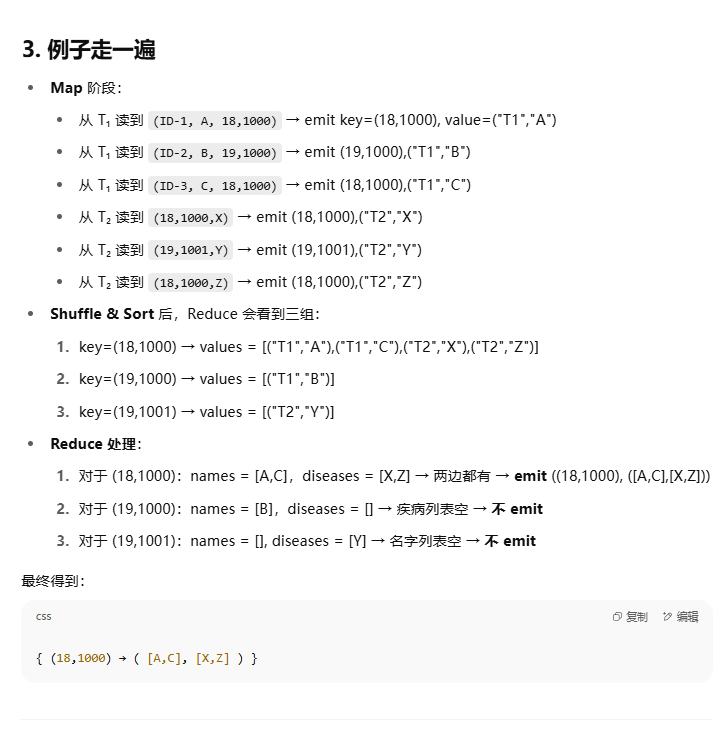 3. 例子走一遍
• Map 阶段：
• 从 T₁ 读到 (ID-1, A, 18,1000) → emit key=(18,1000), value=("T1","A")
• 从 T₁ 读到 (ID-2, B, 19,1000) → emit (19,1000),("T1","B")
• 从 T₁ 读到 (ID-3, C, 18,1000) → emit (18,1000),("T1","C")
• 从 T₂ 读到 (18,1000,X) → emit (18,1000),("T2","X")
• 从 T₂ 读到 (19,1001,Y) → emit (19,1001),("T2","Y")
• 从 T₂ 读到 (18,1000,Z) → emit (18,1000),("T2","Z")
• Shuffle & Sort 后，Reduce 会看到三组：
1. key=(18,1000) → values = [("T1","A"),("T1","C"),("T2","X"),("T2","Z")]
2. key=(19,1000) → values = [("T1","B")]
3. key=(19,1001) → values = [("T2","Y")]
• Reduce 处理：
1. 对于 (18,1000)：names = [A,C]，diseases = [X,Z] → 两边都有 → emit ((18,1000), ([A,C],[X,Z]))
2. 对于 (19,1000)：names = [B]，diseases = [] → 疾病列表空 → 不 emit
3. 对于 (19,1001)：names = [], diseases = [Y] → 名字列表空 → 不 emit
最终得到：
css 复制 编辑
{ (18,1000) → ( [A,C], [X,Z] ) }